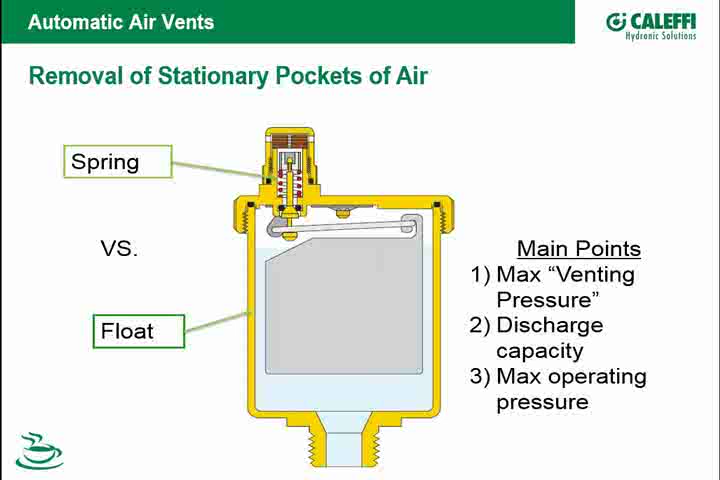 Automatic Air Vents
CALEFFI
Hydronic Solutions
Removal of Stationary Pockets of Air
Spring
VS.
Float
Main Points
1) Max “Venting
Pressure”
2) Discharge
capacity
3) Max operating
pressure